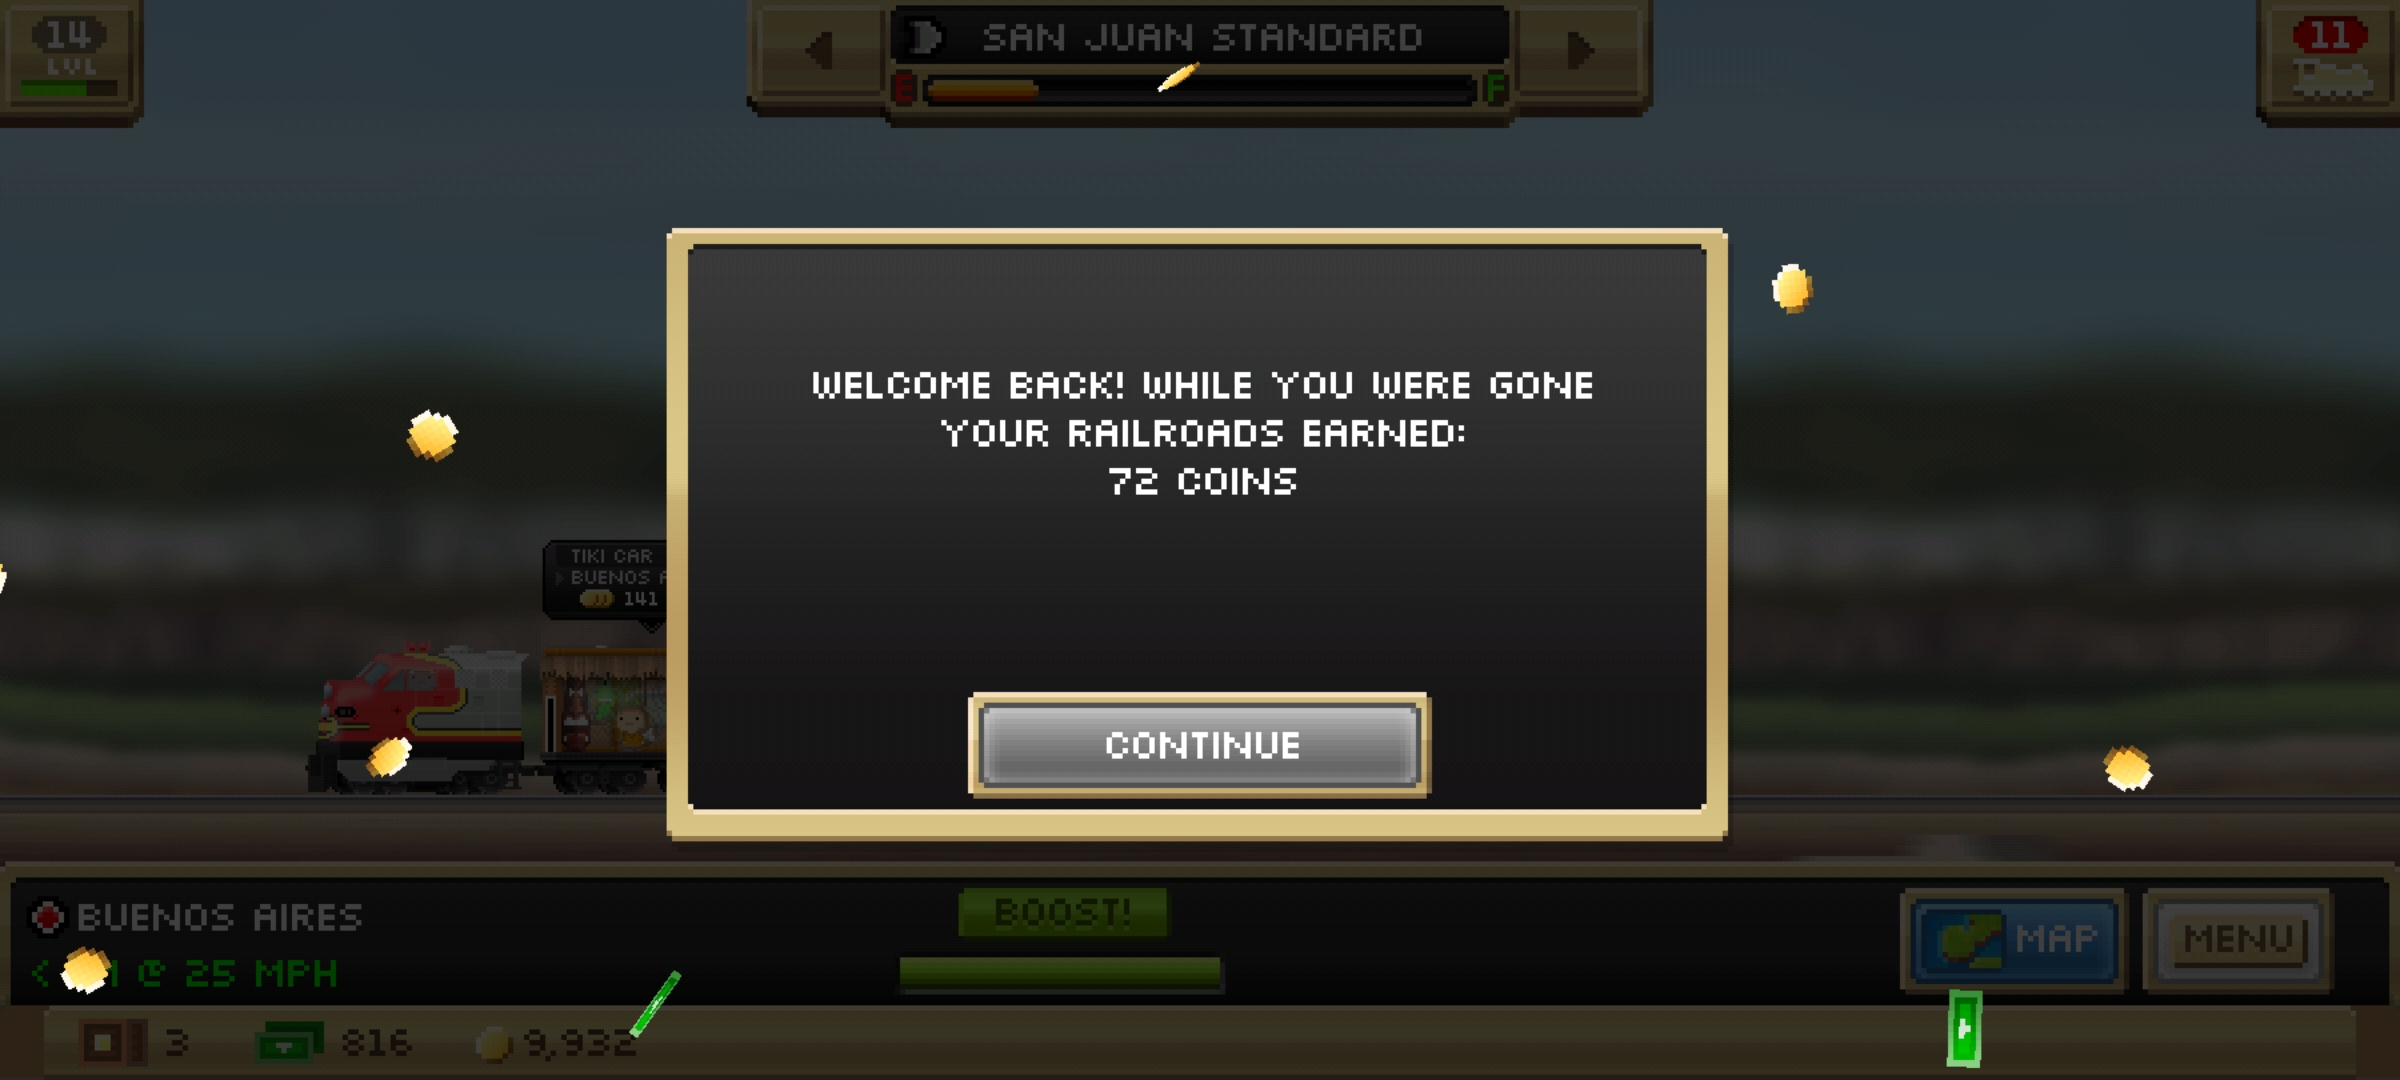 14
LVL
SAN JUAN STANDARD
E F
11
WELCOME BACK! WHILE YOU WERE GONE
YOUR RAILROADS EARNED:
72 COINS
TIKI CAR
BUENOS
141
CONTINUE
BUENOS AIRES
BOOST!
MAP
MENU
< @ 25 MPH
3
816
9,932